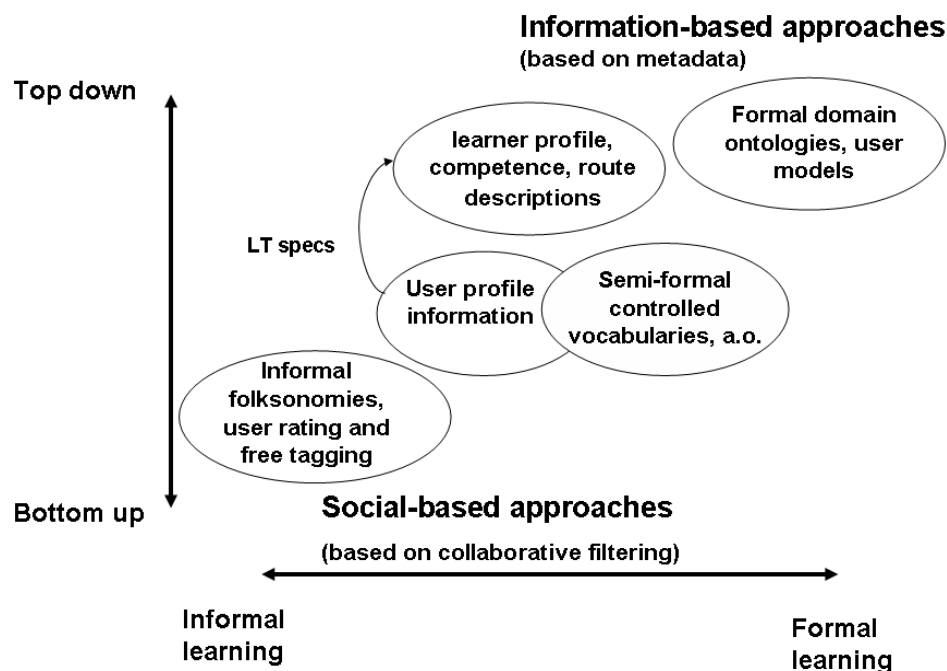 Information-based approaches
(based on metadata)
Top down
Formal domain
ontologies, user
models
learner profile,
competence, route
descriptions
LT specs
User profile
information
Semi-formal
controlled
vocabularies, a.o.
Informal
folksonomies,
user rating and
free tagging
Bottom up
Social-based approaches
(based on collaborative filtering)
Informal
learning
Formal
learning